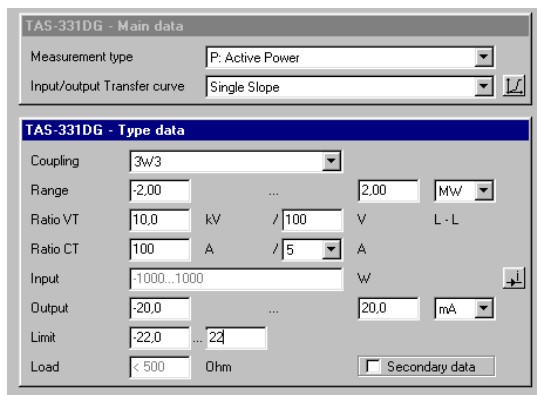 TAS-331DG - Main data
Measurement type P: Active Power
Input/output Transfer curve Single Slope
TAS-331DG - Type data
Coupling 3W3
Range -2,00 ... 2,00 MW
Ratio VT 10,0 kV / 100 V L - L
Ratio CT 100 A / 5 A
Input -1000...1000 W
Output -20,0 ... 20,0 mA
Limit -22,0 ... 22
Load < 500 Ohm Secondary data